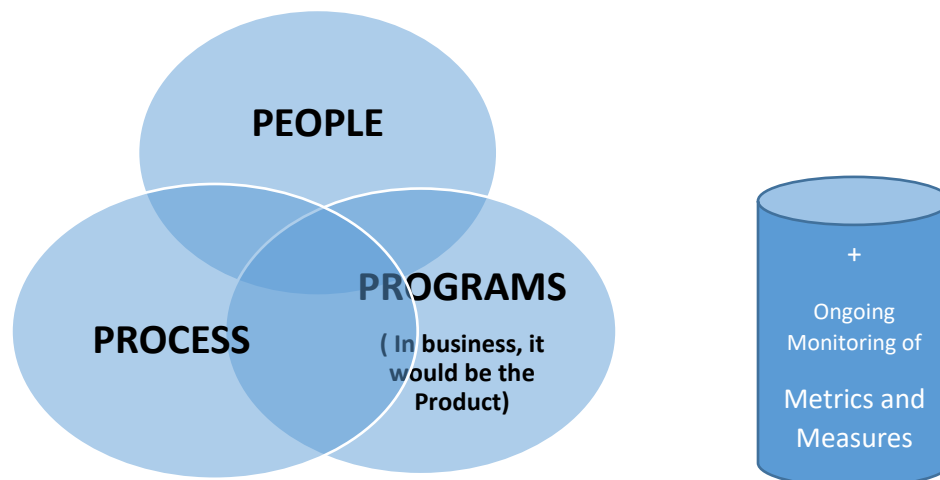 PEOPLE
PROCESS
PROGRAMS
( In business, it
would be the
Product)
+
Ongoing
Monitoring of
Metrics and
Measures